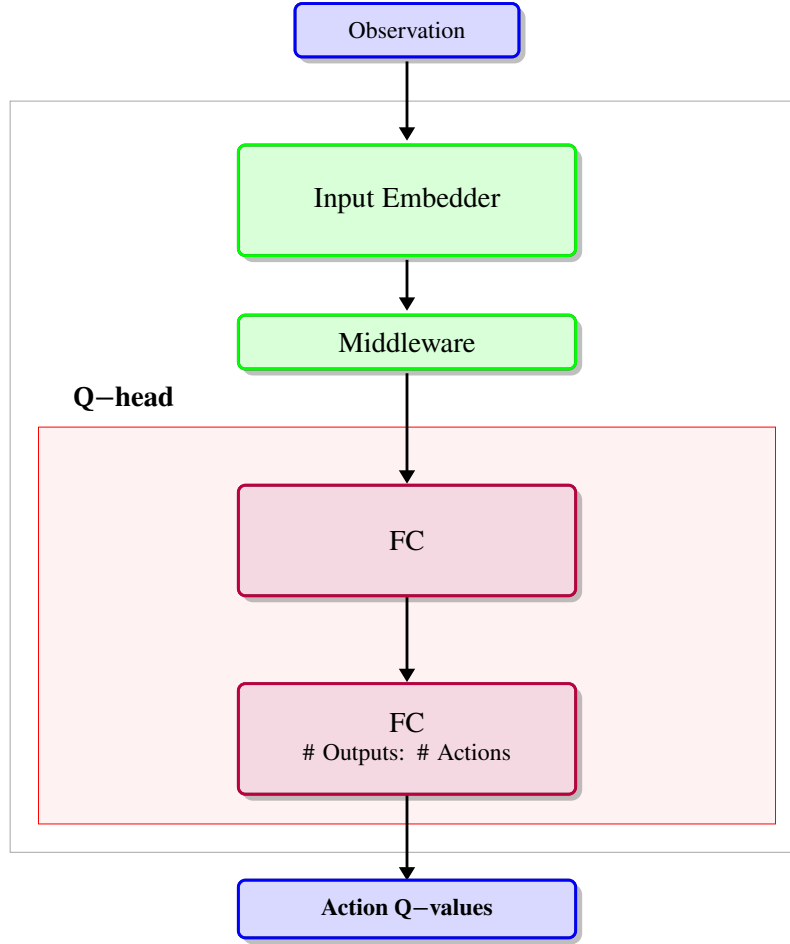 Observation
Input Embedder
Middleware
Q−head
FC
FC
# Outputs: # Actions
Action Q−values